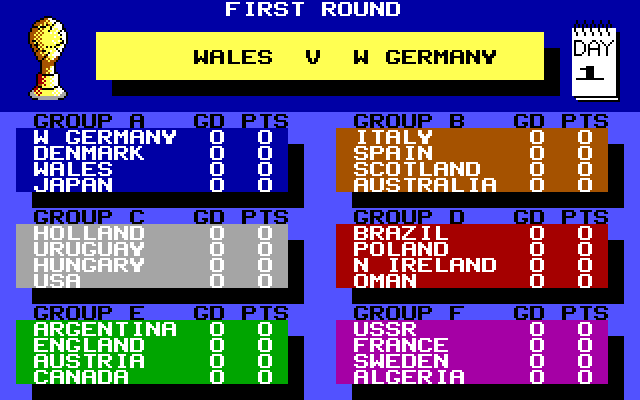 FIRST ROUND
WALES V W GERMANY
DAY
1
GROUP A GD PTS
W GERMANY 0 0
DENMARK 0 0
WALES 0 0
JAPAN 0 0
GROUP B GD PTS
ITALY 0 0
SPAIN 0 0
SCOTLAND 0 0
AUSTRALIA 0 0
GROUP C GD PTS
HOLLAND 0 0
URUGUAY 0 0
HUNGARY 0 0
USA 0 0
GROUP D GD PTS
BRAZIL 0 0
POLAND 0 0
N IRELAND 0 0
OMAN 0 0
GROUP E GD PTS
ARGENTINA 0 0
ENGLAND 0 0
AUSTRIA 0 0
CANADA 0 0
GROUP F GD PTS
USSR 0 0
FRANCE 0 0
SWEDEN 0 0
ALGERIA 0 0